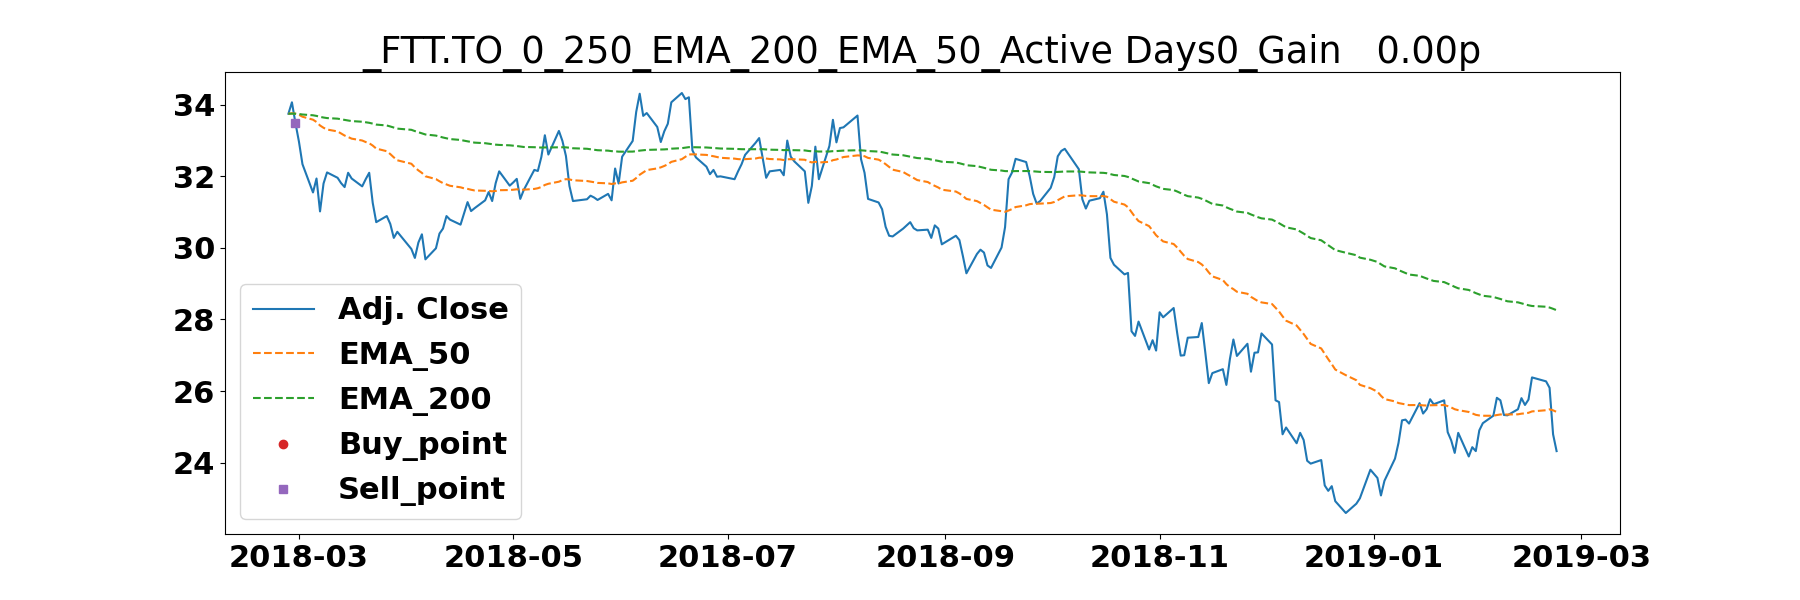 _FTT.TO_0_250_EMA_200_EMA_50_Active Days0_Gain   0.00p
34
32
30
28
26
24
Adj. Close
EMA_50
EMA_200
Buy_point
Sell_point
2018-03 2018-05 2018-07 2018-09 2018-11 2019-01 2019-03